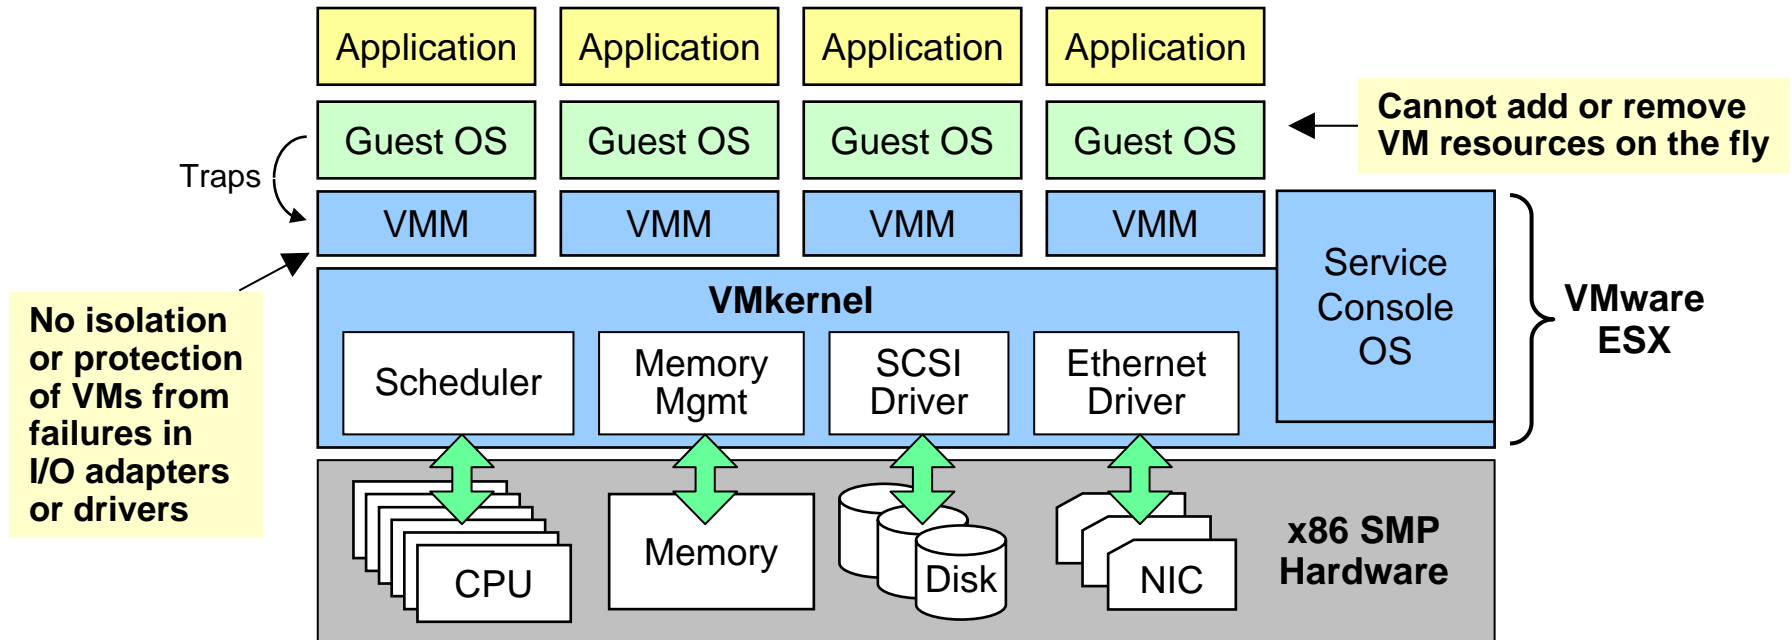 Application
Application
Application
Application
Guest OS
Guest OS
Guest OS
Guest OS
Cannot add or remove
VM resources on the fly
Traps
VMM
VMM
VMM
VMM
Service
Console
OS
VMware
ESX
No isolation
or protection
of VMs from
failures in
I/O adapters
or drivers
VMkernel
Scheduler
Memory
Mgmt
SCSI
Driver
Ethernet
Driver
CPU
Memory
Disk
NIC
x86 SMP
Hardware